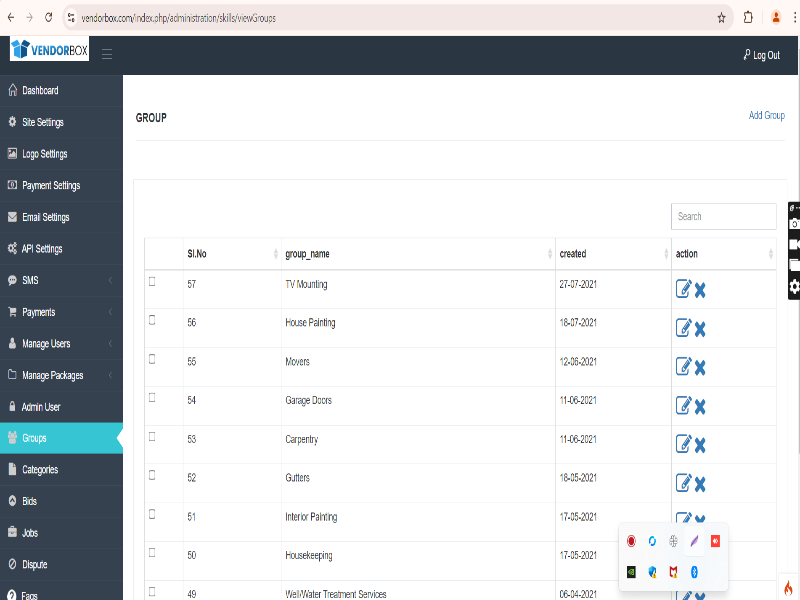 vendorbox.com/index.php/administration/skills/viewGroups
VENDORBOX
Log Out
Dashboard
Site Settings
Logo Settings
Payment Settings
Email Settings
API Settings
SMS
Payments
Manage Users
Manage Packages
Admin User
Groups
Categories
Bids
Jobs
Dispute
Faqs
GROUP
Add Group
Search
Sl.No group_name created action
57 TV Mounting 27-07-2021
56 House Painting 18-07-2021
55 Movers 12-06-2021
54 Garage Doors 11-06-2021
53 Carpentry 11-06-2021
52 Gutters 18-05-2021
51 Interior Painting 17-05-2021
50 Housekeeping 17-05-2021
49 Well/Water Treatment Services 06-04-2021